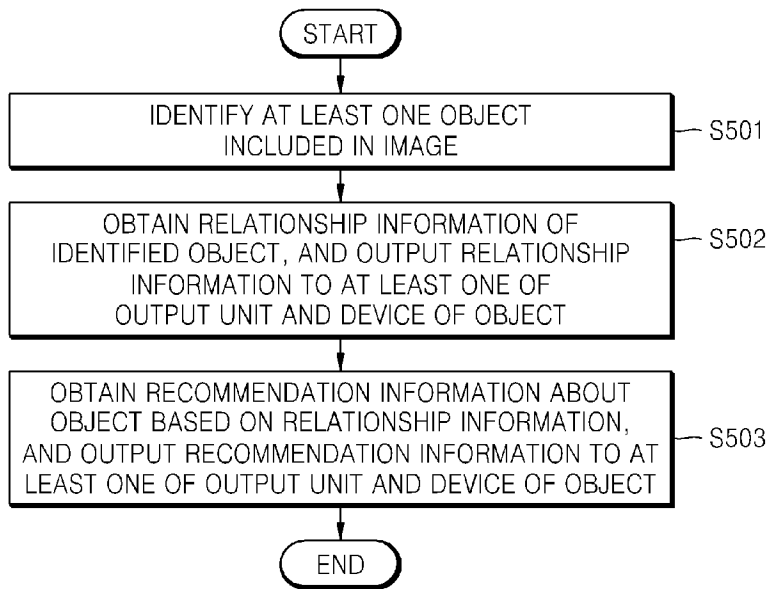 START
IDENTIFY AT LEAST ONE OBJECT
INCLUDED IN IMAGE
S501
OBTAIN RELATIONSHIP INFORMATION OF
IDENTIFIED OBJECT, AND OUTPUT RELATIONSHIP
INFORMATION TO AT LEAST ONE OF
OUTPUT UNIT AND DEVICE OF OBJECT
S502
OBTAIN RECOMMENDATION INFORMATION ABOUT
OBJECT BASED ON RELATIONSHIP INFORMATION,
AND OUTPUT RECOMMENDATION INFORMATION TO AT
LEAST ONE OF OUTPUT UNIT AND DEVICE OF OBJECT
S503
END